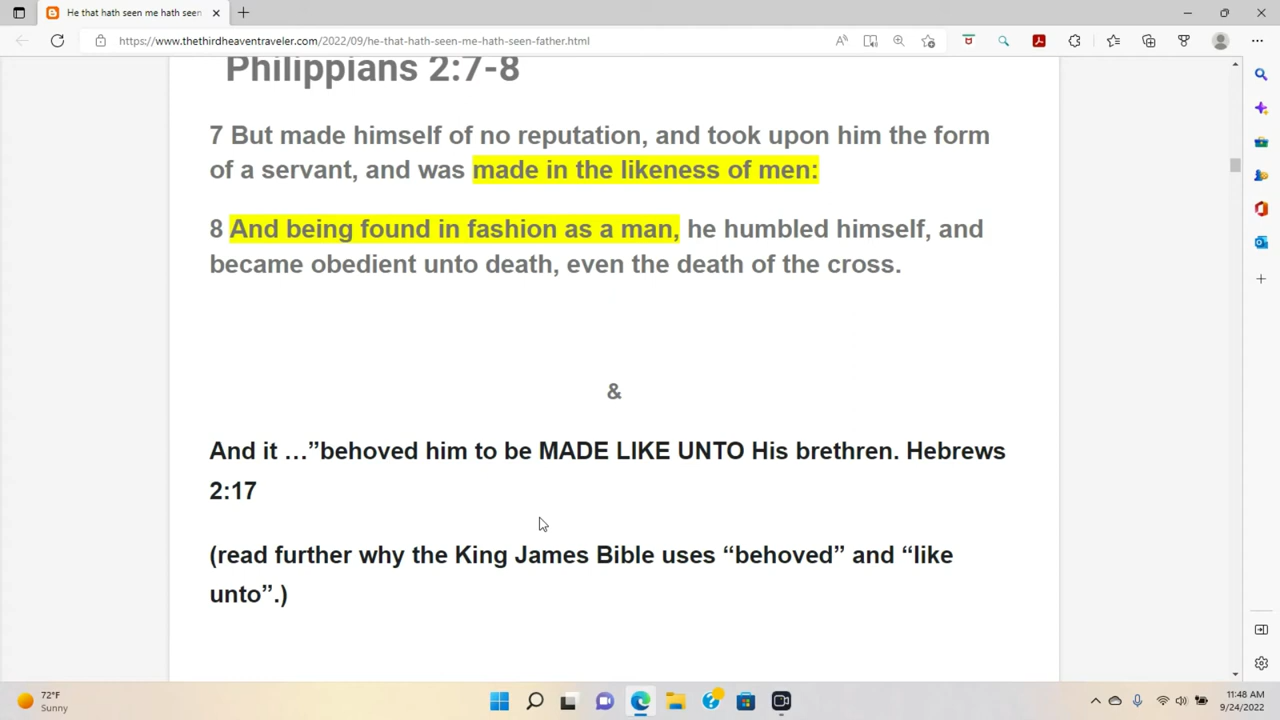 He that hath seen me hath seen
https://www.thethirdheaventraveler.com/2022/09/he-that-hath-seen-me-hath-seen-father.html
Philippians 2:7-8
7 But made himself of no reputation, and took upon him the form
of a servant, and was made in the likeness of men:
8 And being found in fashion as a man, he humbled himself, and
became obedient unto death, even the death of the cross.
&
And it …”behoved him to be MADE LIKE UNTO His brethren. Hebrews
2:17
(read further why the King James Bible uses “behoved” and “like
unto”.)
72°F
Sunny
11:48 AM
9/24/2022